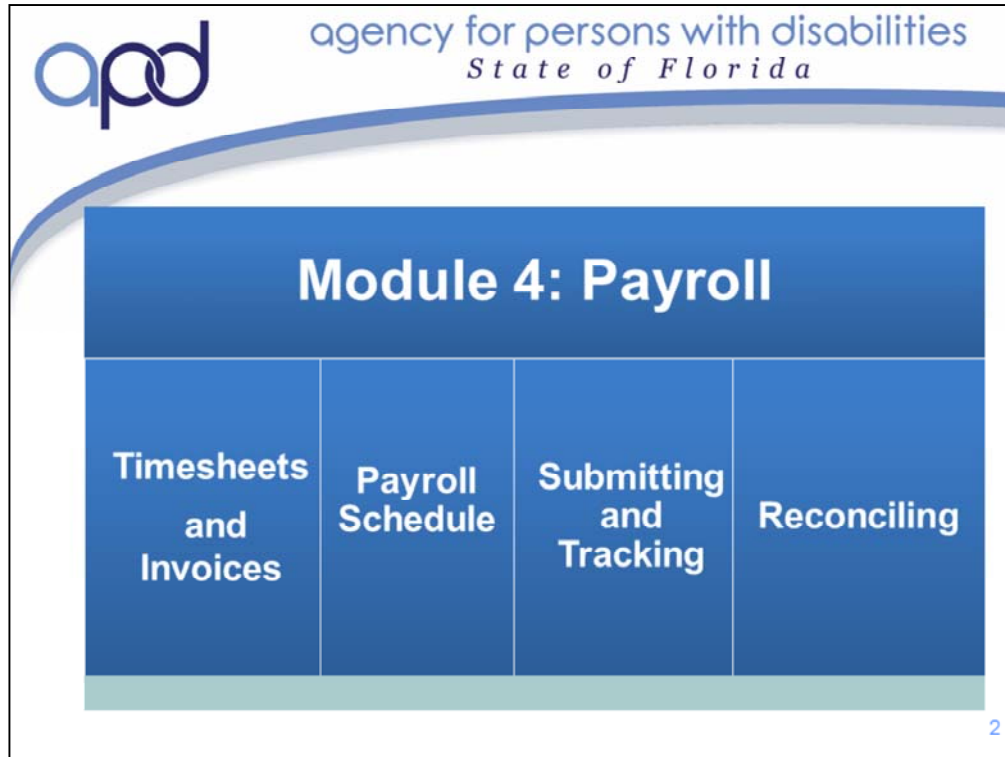 apd
agency for persons with disabilities
State of Florida
Module 4: Payroll
Timesheets
and
Invoices
Payroll
Schedule
Submitting
and
Tracking
Reconciling
2